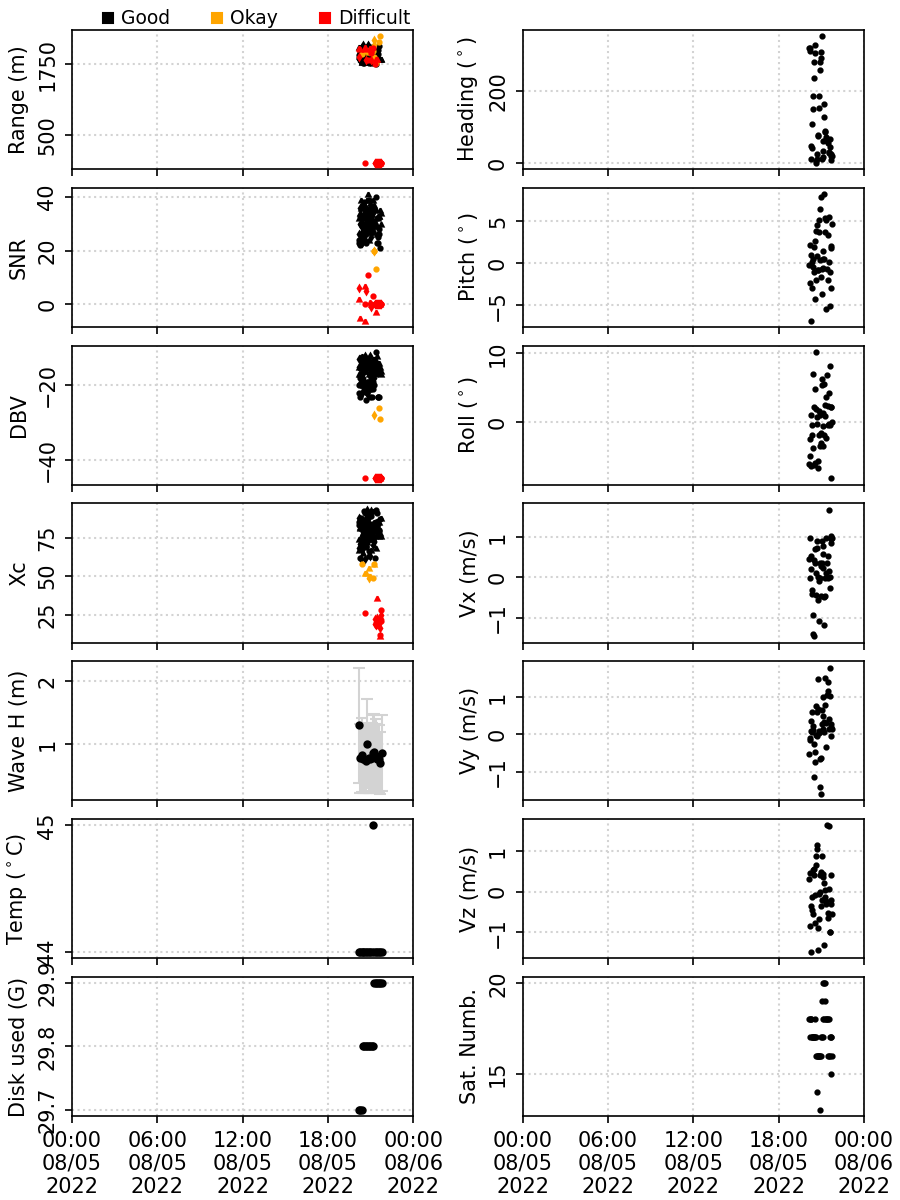 Good Okay Difficult
Range (m)
1750
500
Heading (°)
200
0
SNR
40
20
0
Pitch (°)
5
0
−5
DBV
−20
−40
Roll (°)
10
0
Xc
75
50
25
Vx (m/s)
1
0
−1
Wave H (m)
2
1
Vy (m/s)
1
0
−1
Temp (°C)
45
44
Vz (m/s)
1
0
−1
Disk used (G)
29.9
29.8
29.7
Sat. Numb.
20
15
00:00 06:00 12:00 18:00 00:00
08/05 08/05 08/05 08/05 08/06
2022 2022 2022 2022 2022
00:00 06:00 12:00 18:00 00:00
08/05 08/05 08/05 08/05 08/06
2022 2022 2022 2022 2022